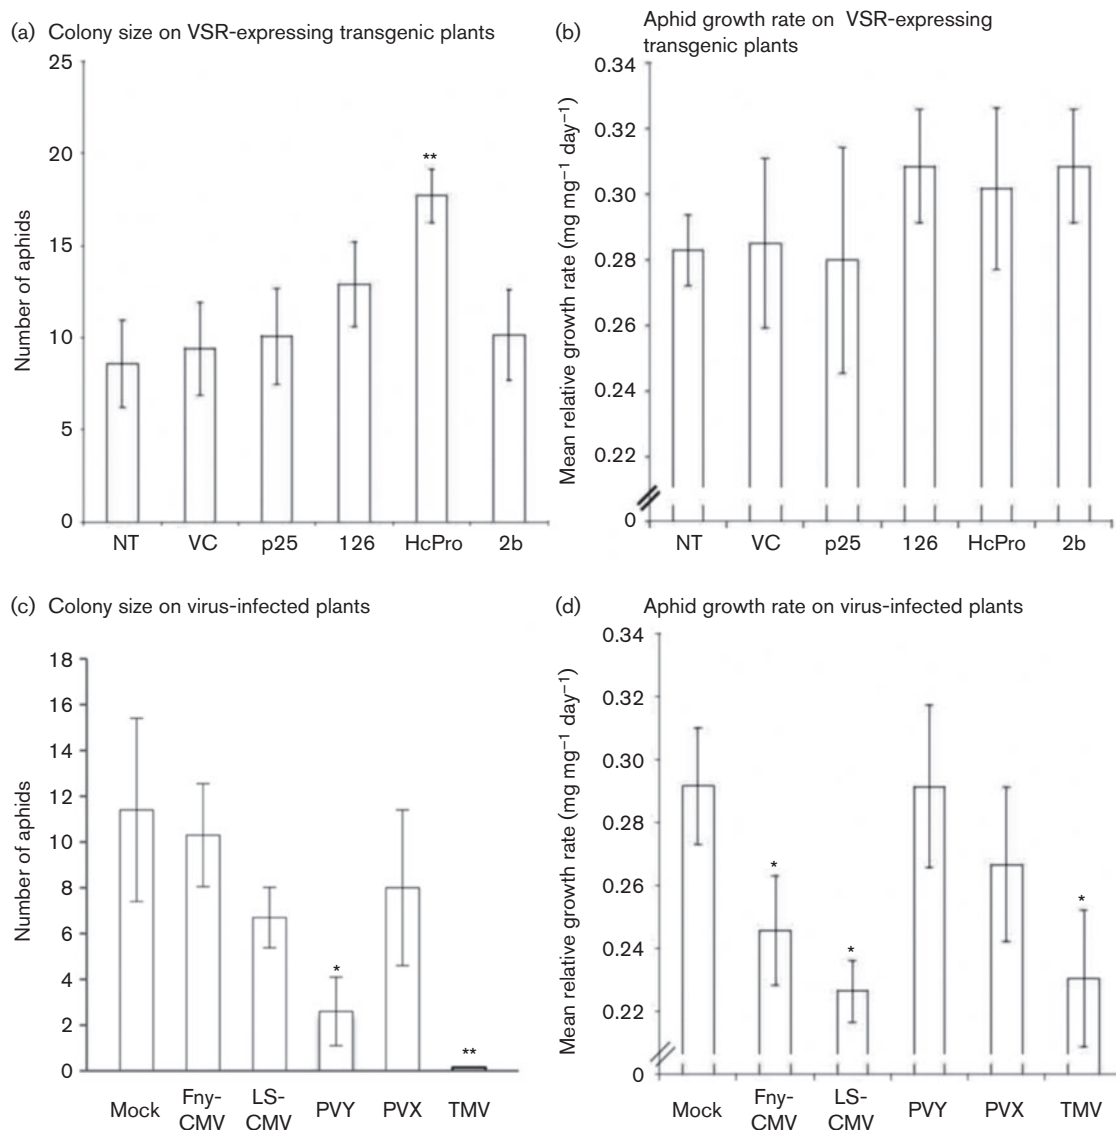 (a) Colony size on VSR-expressing transgenic plants
25
20
15
10
5
0
Number of aphids
**
NT VC p25 126 HcPro 2b
(b) Aphid growth rate on VSR-expressing
transgenic plants
0.34
0.32
0.30
0.28
0.26
0.24
0.22
0
Mean relative growth rate (mg mg⁻¹ day⁻¹)
NT VC p25 126 HcPro 2b
(c) Colony size on virus-infected plants
18
16
14
12
10
8
6
4
2
0
Number of aphids
*
**
Mock Fny- LS- PVY PVX TMV
CMV CMV
(d) Aphid growth rate on virus-infected plants
0.34
0.32
0.30
0.28
0.26
0.24
0.22
0
Mean relative growth rate (mg mg⁻¹ day⁻¹)
*
*
*
Mock Fny- LS- PVY PVX TMV
CMV CMV